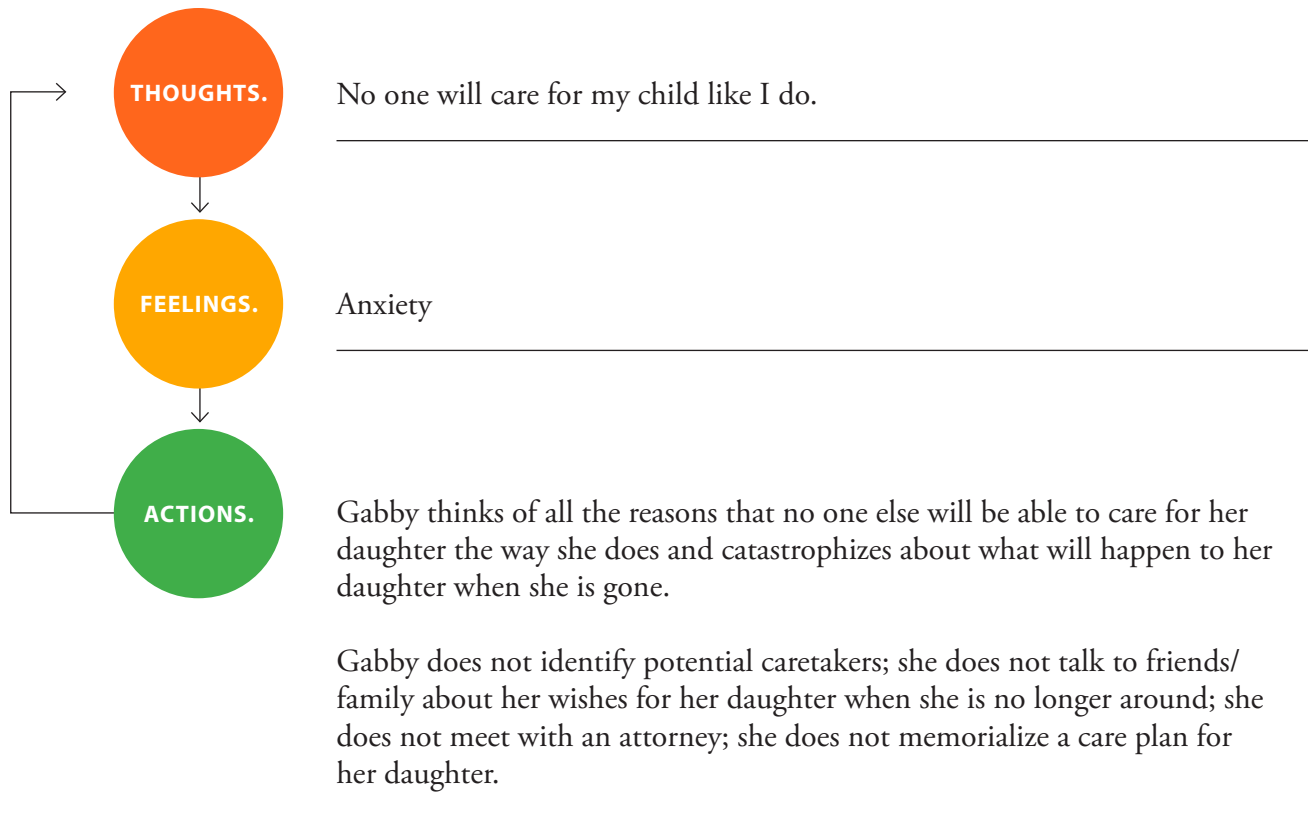 THOUGHTS.
No one will care for my child like I do.
FEELINGS.
Anxiety
ACTIONS.
Gabby thinks of all the reasons that no one else will be able to care for her
daughter the way she does and catastrophizes about what will happen to her
daughter when she is gone.
Gabby does not identify potential caretakers; she does not talk to friends/
family about her wishes for her daughter when she is no longer around; she
does not meet with an attorney; she does not memorialize a care plan for
her daughter.